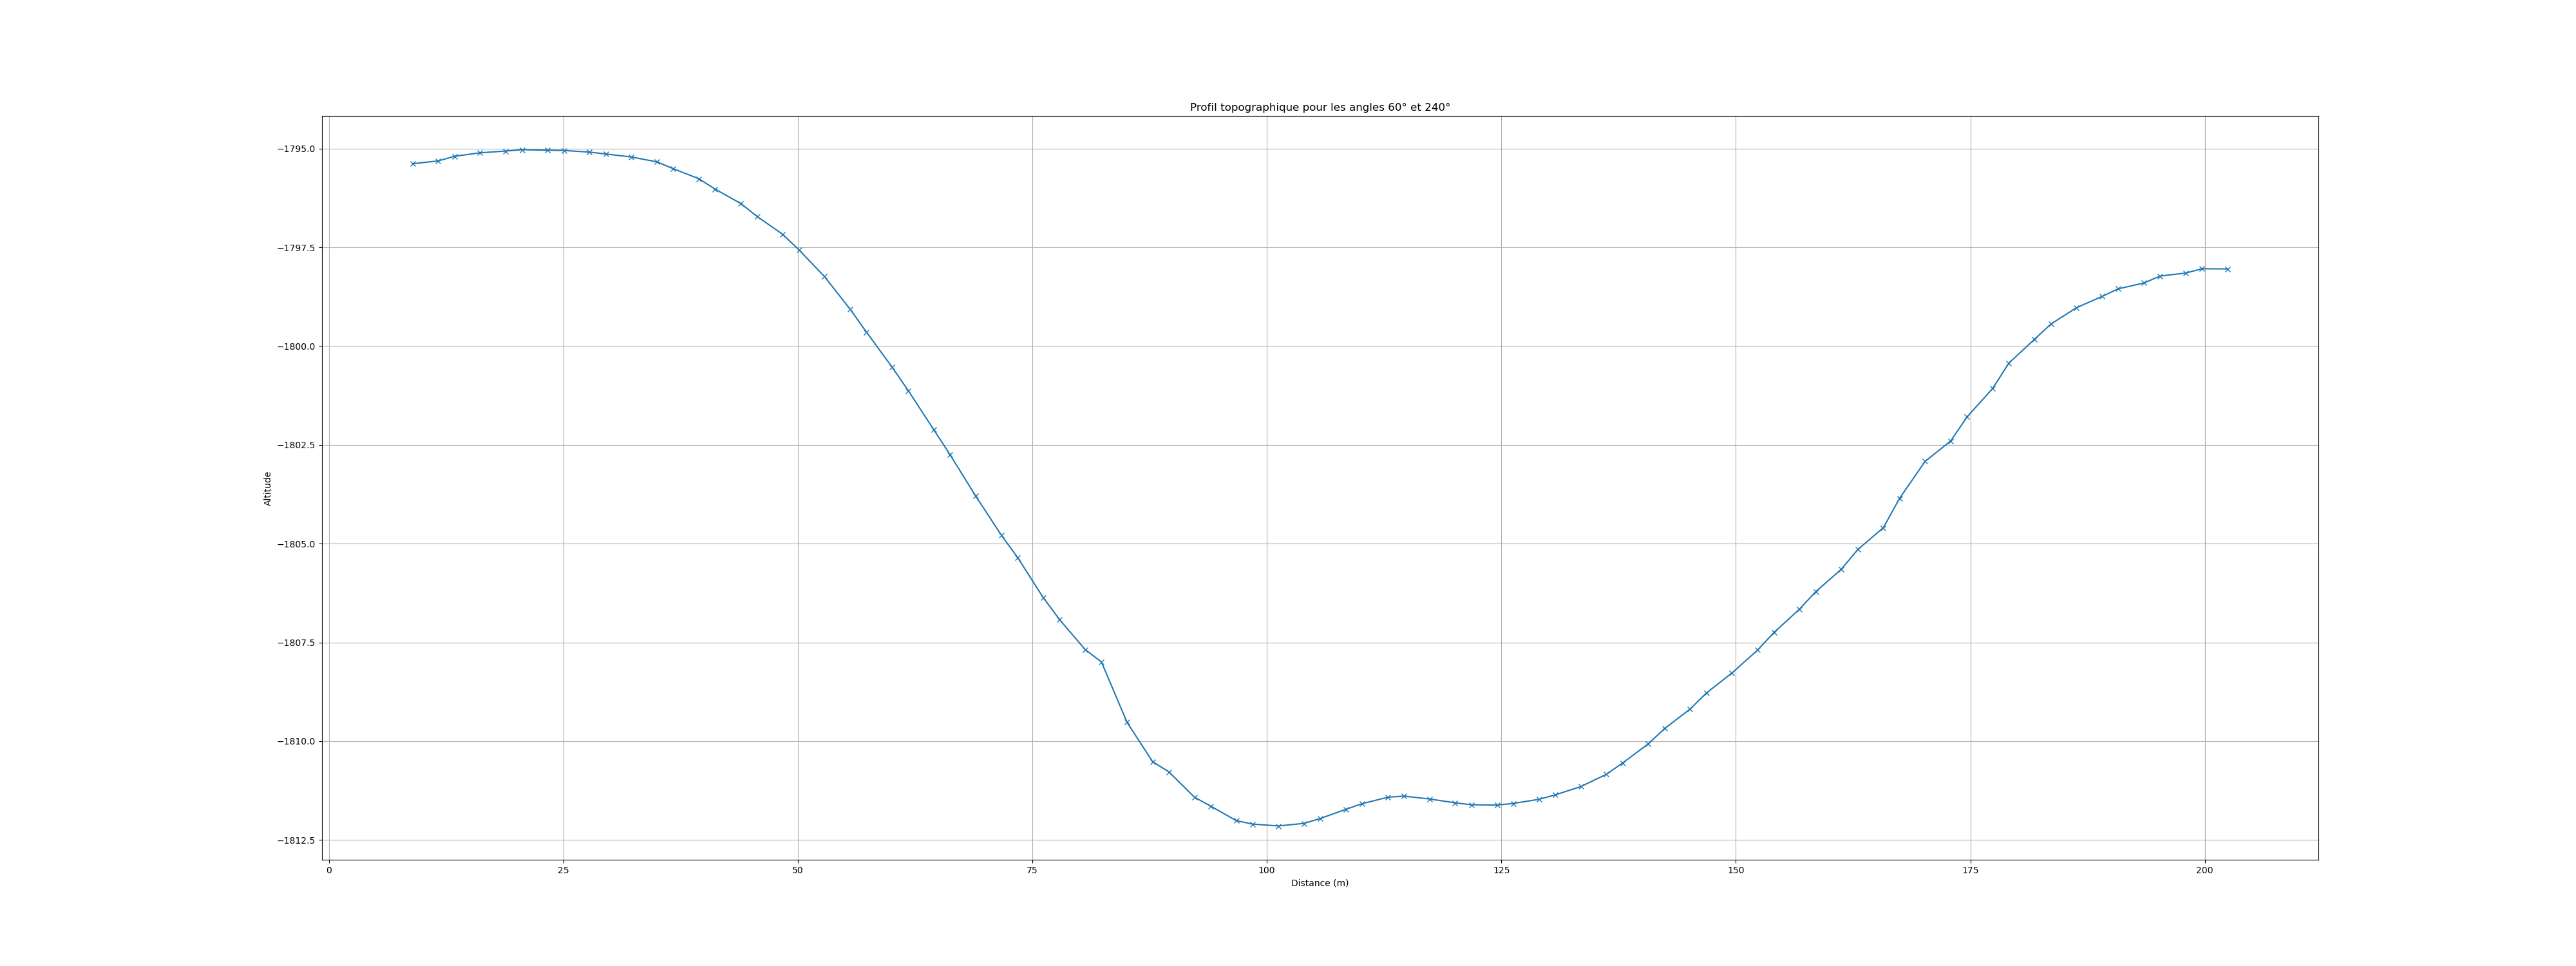 Profil topographique pour les angles 60° et 240°
Altitude
−1795.0
−1797.5
−1800.0
−1802.5
−1805.0
−1807.5
−1810.0
−1812.5
0 25 50 75 100 125 150 175 200
Distance (m)